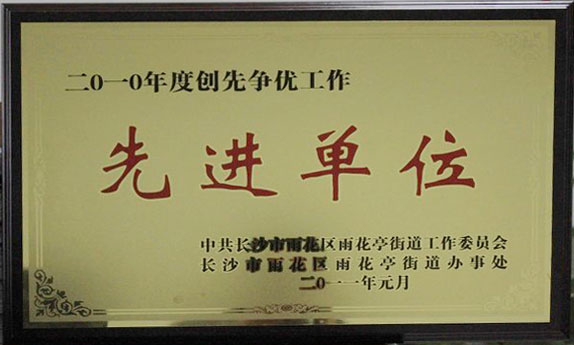 二0一0年度创先争优工作
先进单位
中共长沙市雨花区雨花亭街道工作委员会
长沙市雨花区雨花亭街道办事处
二0一一年元月